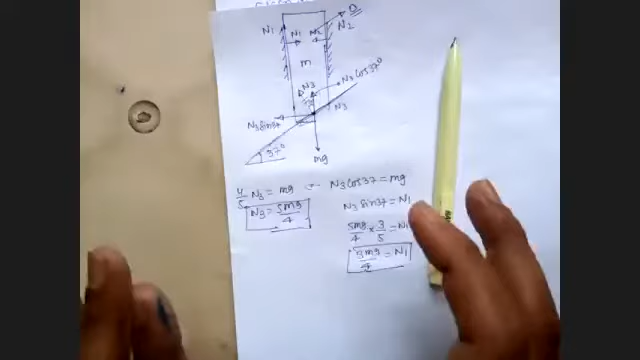 D
N1
N1
N2
N2
m
N3
N3 cos37°
N3
N3 sin37
37°
mg
4/5 N3 = mg
N3 cos37 = mg
N3 = 5mg/4
N3 sin37 = N1
5mg/4 × 3/5 = N1
3mg/4 = N1